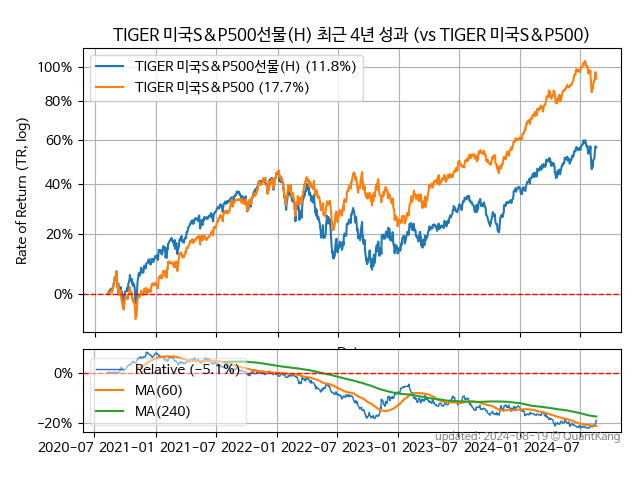 TIGER 미국S&P500선물(H) 최근 4년 성과 (vs TIGER 미국S&P500)
TIGER 미국S&P500선물(H) (11.8%)
TIGER 미국S&P500 (17.7%)
Rate of Return (TR, log)
100%
80%
60%
40%
20%
0%
Relative (-5.1%)
MA(60)
MA(240)
0%
-20%
updated: 2024-08-19 © QuantKang
2020-07 2021-01 2021-07 2022-01 2022-07 2023-01 2023-07 2024-01 2024-07